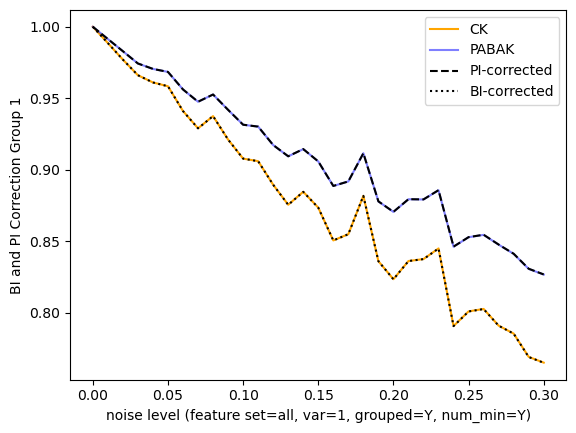 1.00
0.95
0.90
0.85
0.80
BI and PI Correction Group 1
CK
PABAK
PI-corrected
BI-corrected
0.00 0.05 0.10 0.15 0.20 0.25 0.30
noise level (feature set=all, var=1, grouped=Y, num_min=Y)